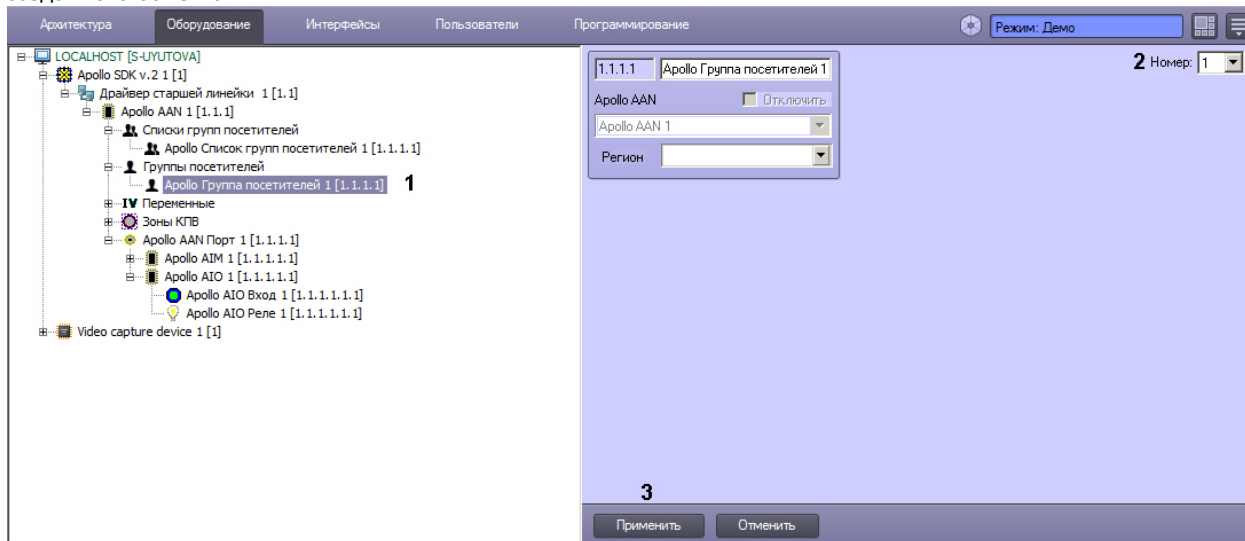 Архитектура Оборудование Интерфейсы Пользователи Программирование Режим: Демо
LOCALHOST [S-UYUTOVA]
Apollo SDK v.2 1 [1]
Драйвер старшей линейки 1 [1.1]
Apollo AAN 1 [1.1.1]
Списки групп посетителей
Apollo Список групп посетителей 1 [1.1.1.1]
Группы посетителей
Apollo Группа посетителей 1 [1.1.1.1] 1
IV Переменные
Зоны КПВ
Apollo AAN Порт 1 [1.1.1.1]
Apollo AIM 1 [1.1.1.1.1]
Apollo AIO 1 [1.1.1.1.1]
Apollo AIO Вход 1 [1.1.1.1.1.1]
Apollo AIO Реле 1 [1.1.1.1.1.1]
Video capture device 1 [1]
1.1.1.1 Apollo Группа посетителей 1
Apollo AAN Отключить
Apollo AAN 1
Регион
2 Номер: 1
3
Применить Отменить